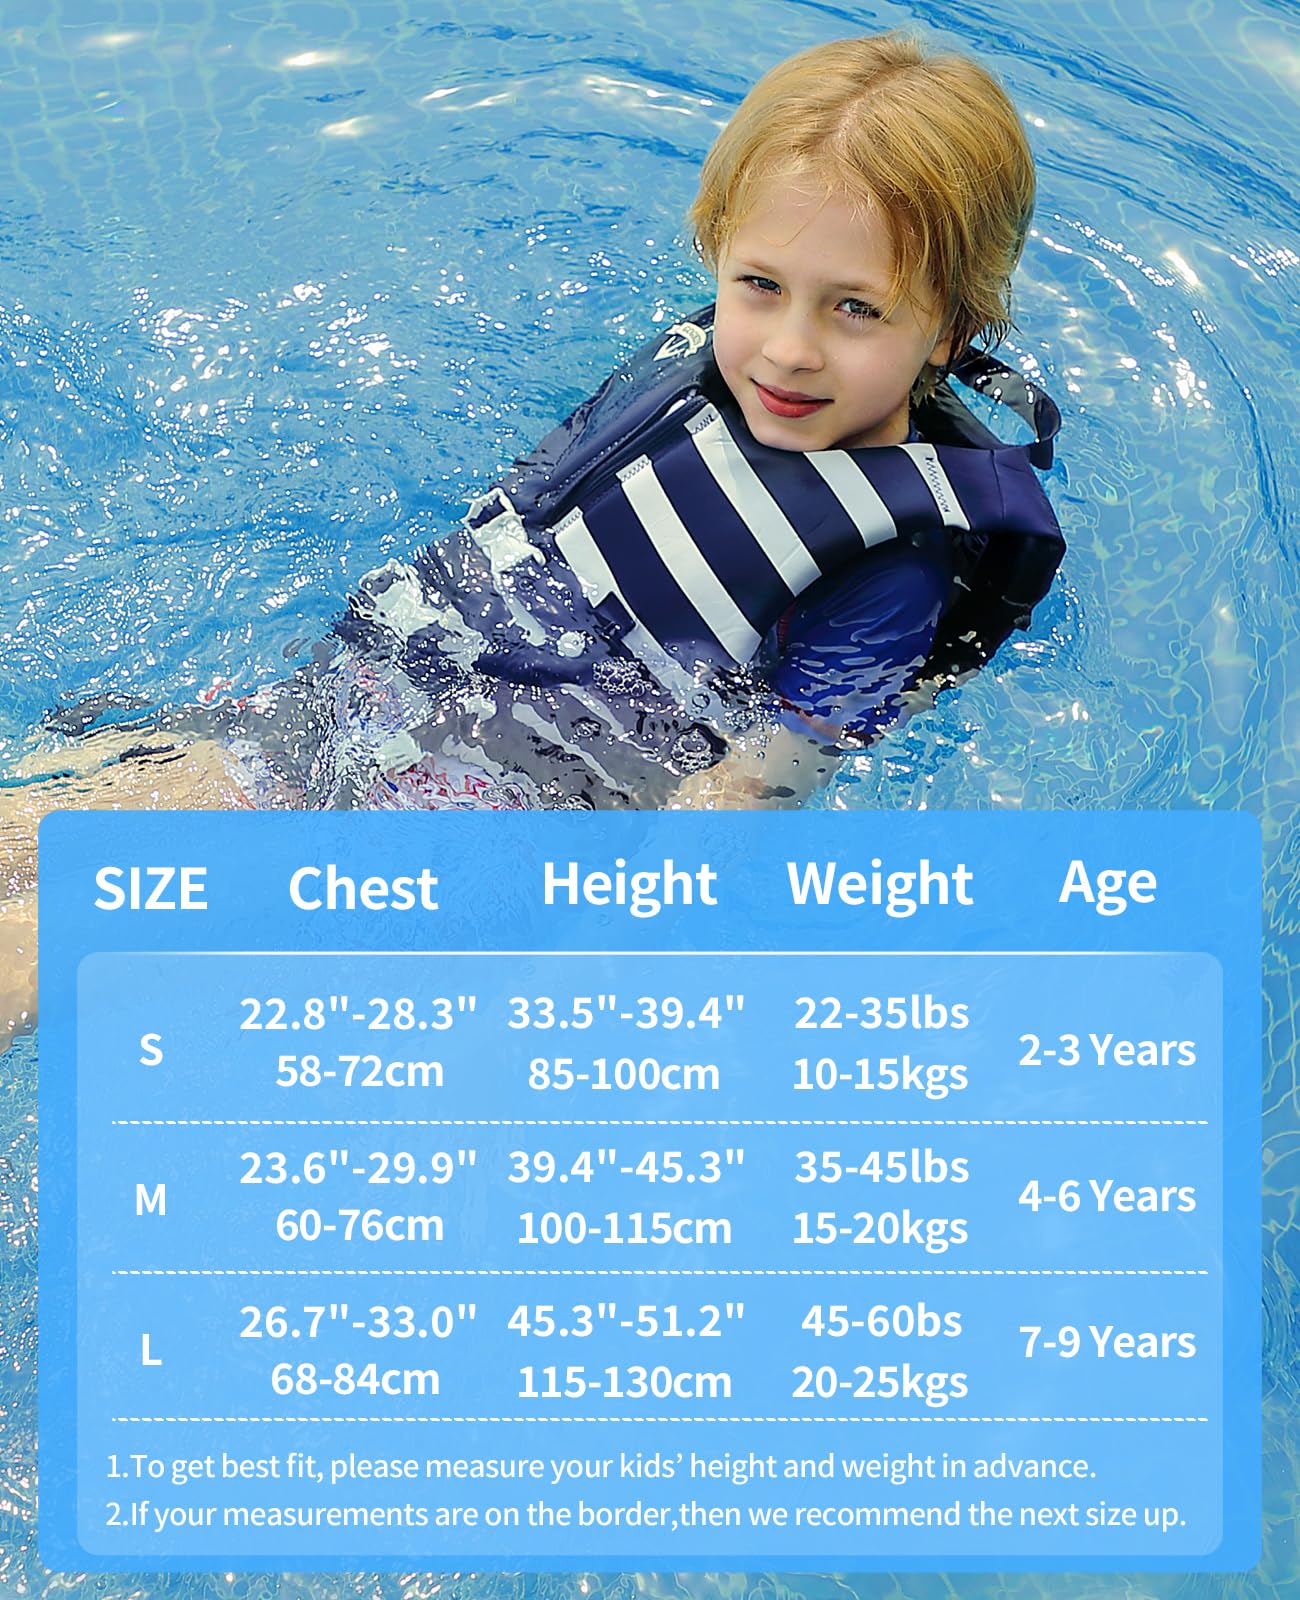 SIZE Chest Height Weight Age
22.8"-28.3" 33.5"-39.4" 22-35lbs
S 2-3 Years
58-72cm 85-100cm 10-15kgs
23.6"-29.9" 39.4"-45.3" 35-45lbs
M 4-6 Years
60-76cm 100-115cm 15-20kgs
26.7"-33.0" 45.3"-51.2" 45-60bs
L 7-9 Years
68-84cm 115-130cm 20-25kgs
1.To get best fit, please measure your kids’ height and weight in advance.
2.If your measurements are on the border,then we recommend the next size up.